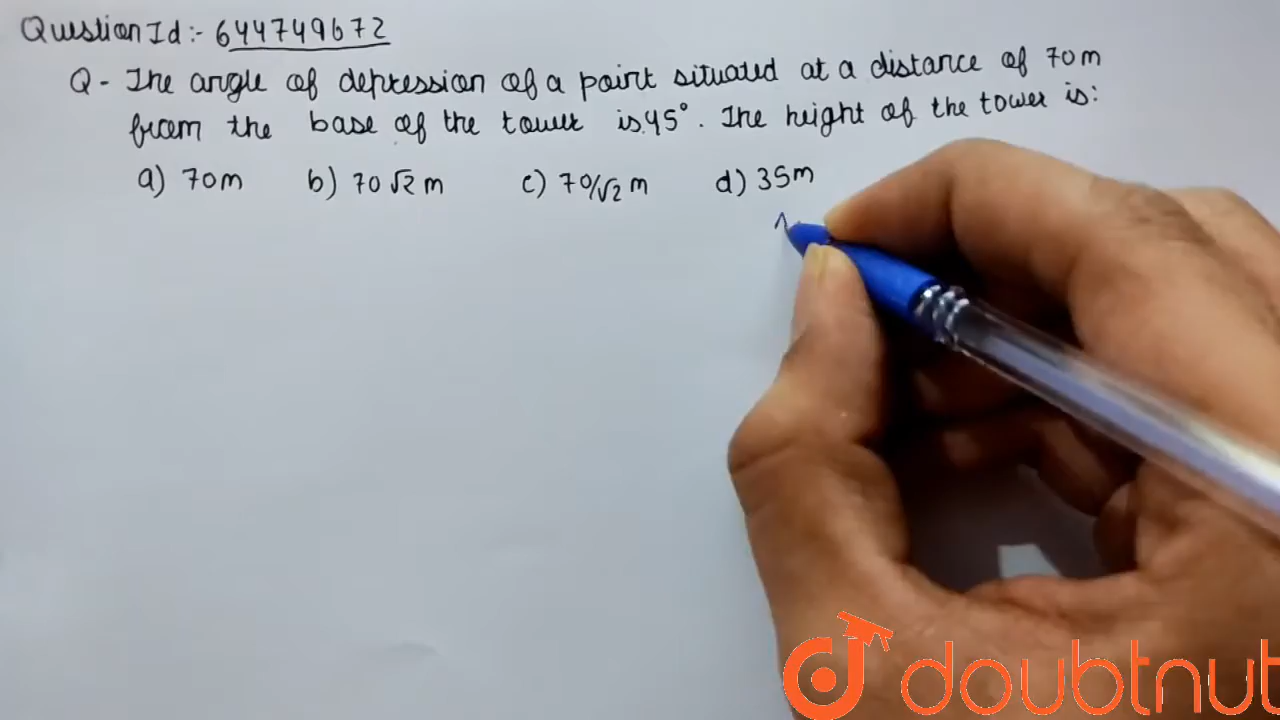 Question Id :- 644749672
Q - The angle of depression of a point situated at a distance of 70m
from the base of the tower is 45°. The height of the tower is:
a) 70m b) 70√2 m c) 70/√2 m d) 35m
doubtnut